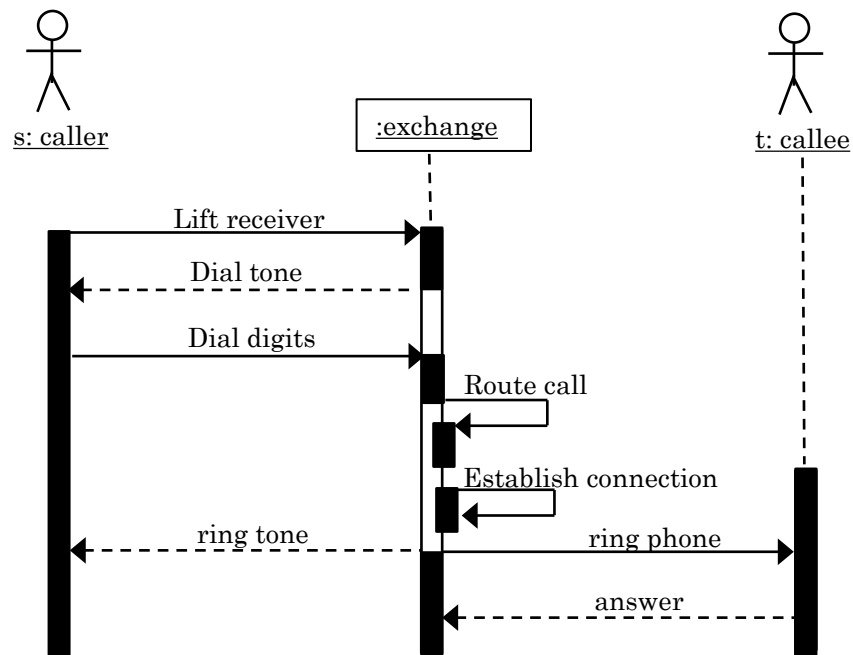 s: caller
:exchange
t: callee
Lift receiver
Dial tone
Dial digits
Route call
Establish connection
ring tone
ring phone
answer